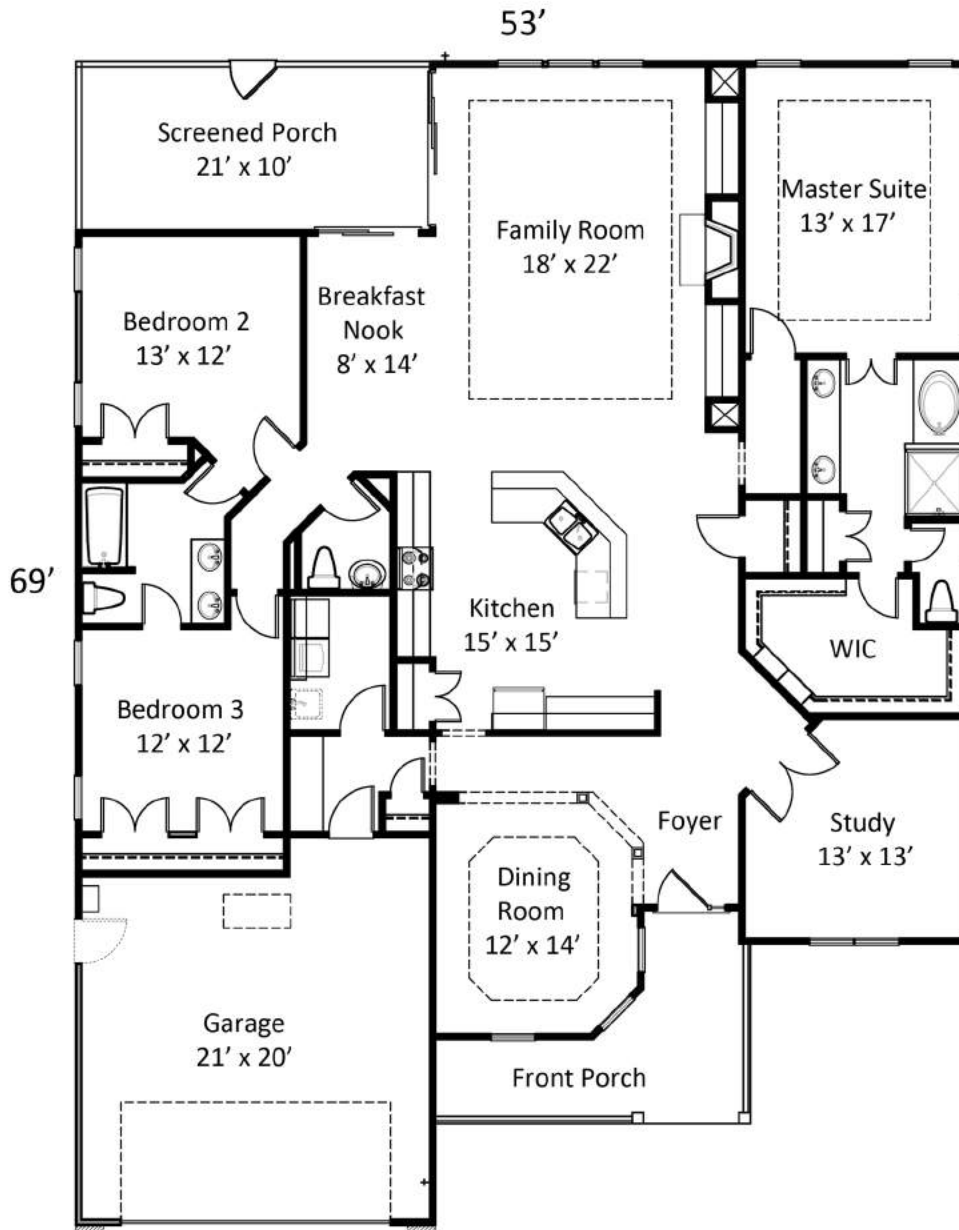 53’
Screened Porch
21’ x 10’
Family Room
18’ x 22’
Master Suite
13’ x 17’
Bedroom 2
13’ x 12’
Breakfast
Nook
8’ x 14’
69’
Kitchen
15’ x 15’
WIC
Bedroom 3
12’ x 12’
Foyer
Study
13’ x 13’
Dining
Room
12’ x 14’
Garage
21’ x 20’
Front Porch